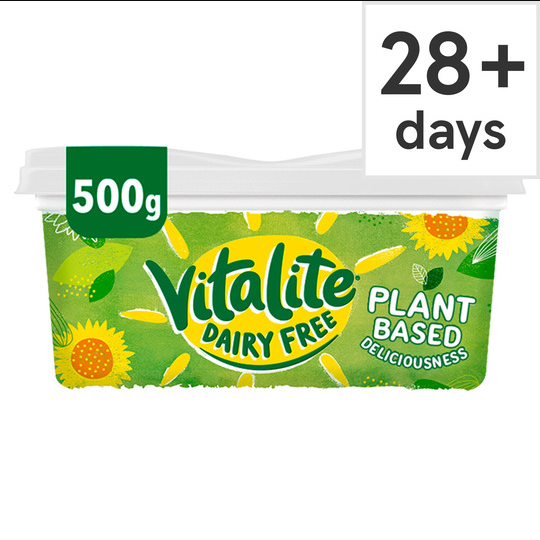 28+
days
500g
Vitalite
DAIRY FREE
PLANT
BASED
DELICIOUSNESS